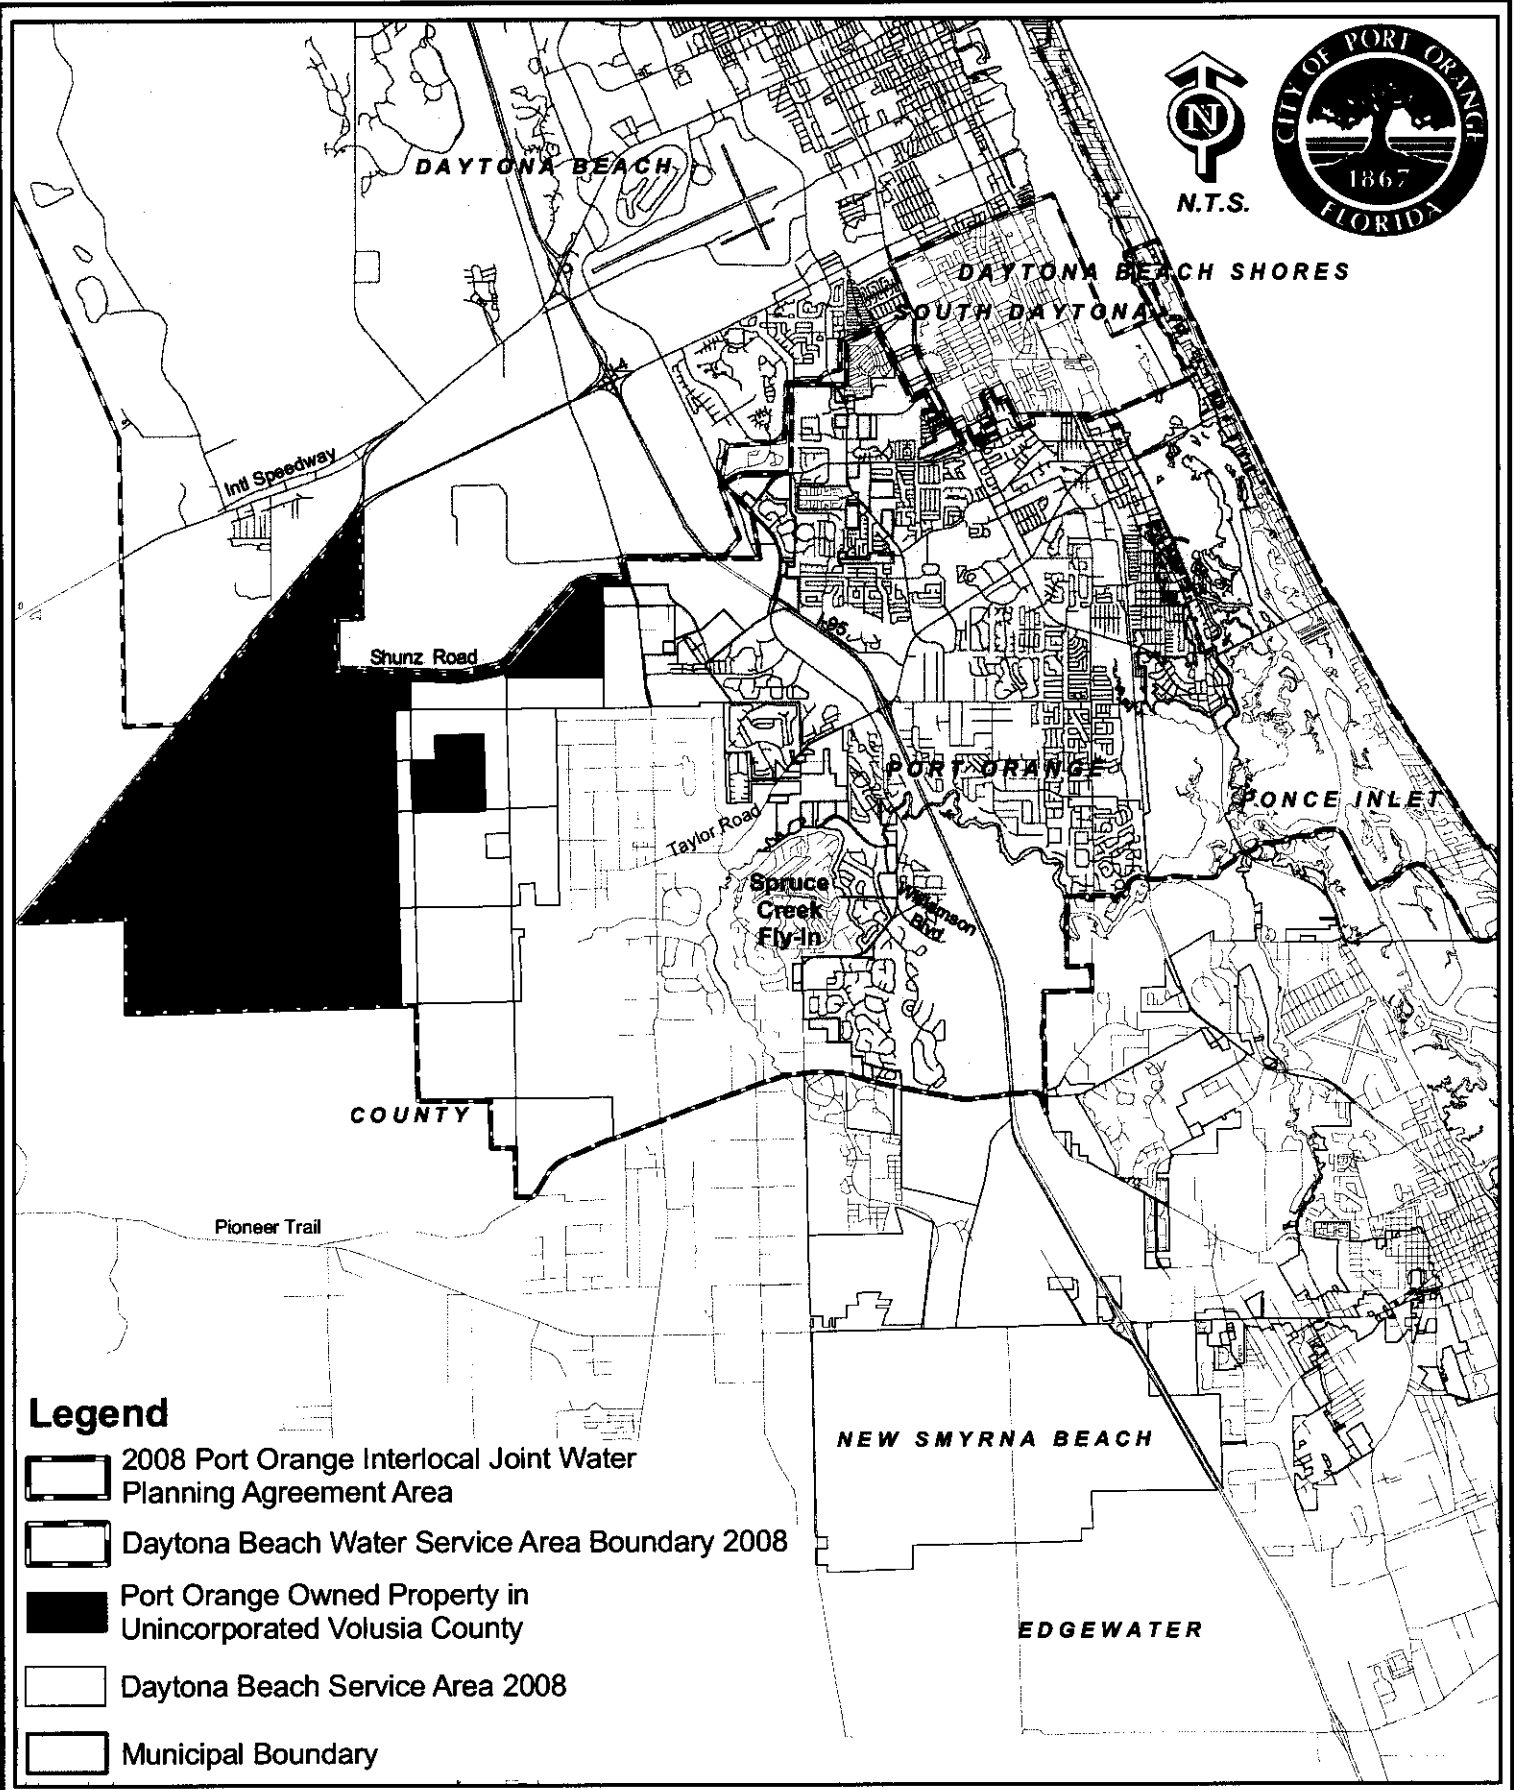 CITY OF PORT ORANGE
1867
FLORIDA
N
N.T.S.
DAYTONA BEACH
DAYTONA BEACH SHORES
SOUTH DAYTONA
I-4
Intl Speedway
I-95
Shunz Road
PORT ORANGE
PONCE INLET
Taylor Road
Spruce
Creek
Fly-In
Williamson
Blvd
COUNTY
Pioneer Trail
NEW SMYRNA BEACH
EDGEWATER
Legend
2008 Port Orange Interlocal Joint Water
Planning Agreement Area
Daytona Beach Water Service Area Boundary 2008
Port Orange Owned Property in
Unincorporated Volusia County
Daytona Beach Service Area 2008
Municipal Boundary